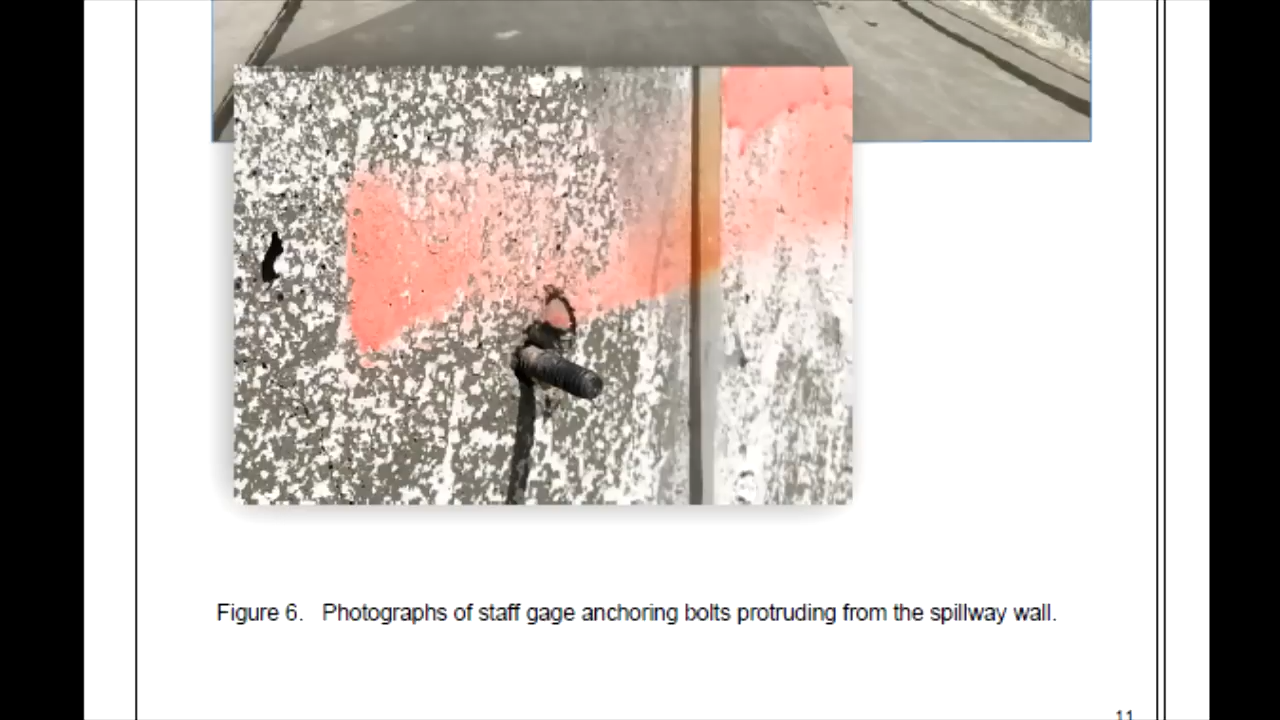 Figure 6. Photographs of staff gage anchoring bolts protruding from the spillway wall.
11